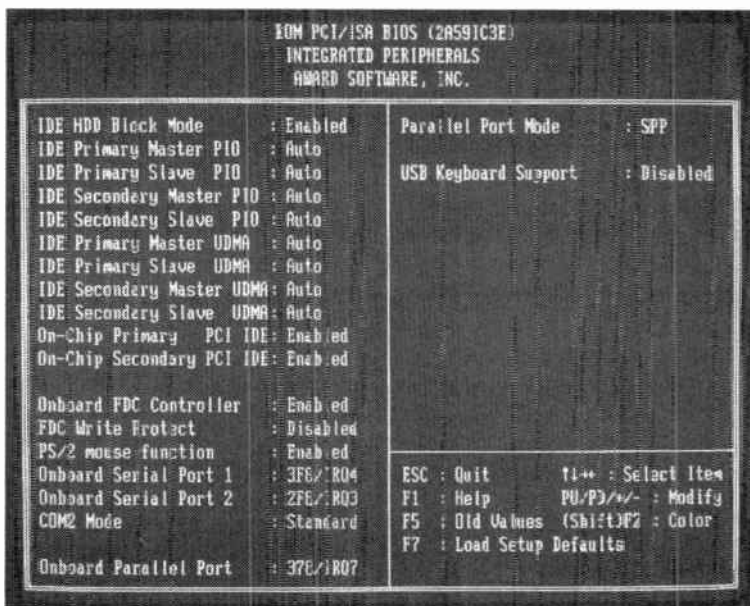 ROM PCI/ISA BIOS (2A59IC3E)
INTEGRATED PERIPHERALS
AWARD SOFTWARE, INC.
IDE HDD Block Mode : Enabled
IDE Primary Master PIO : Auto
IDE Primary Slave PIO : Auto
IDE Secondary Master PIO : Auto
IDE Secondary Slave PIO : Auto
IDE Primary Master UDMA : Auto
IDE Primary Slave UDMA : Auto
IDE Secondary Master UDMA: Auto
IDE Secondary Slave UDMA : Auto
On-Chip Primary PCI IDE: Enabled
On-Chip Secondary PCI IDE: Enabled
Onboard FDC Controller : Enabled
FDC Write Protect : Disabled
PS/2 mouse function : Enabled
Onboard Serial Port 1 : 3F8/IRQ4
Onboard Serial Port 2 : 2F8/IRQ3
COM2 Mode : Standard
Onboard Parallel Port : 378/IRQ7
Parallel Port Mode : SPP
USB Keyboard Support : Disabled
ESC : Quit ↑↓→← : Select Item
F1 : Help PU/PD/+/- : Modify
F5 : Old Values (Shift)F2 : Color
F7 : Load Setup Defaults